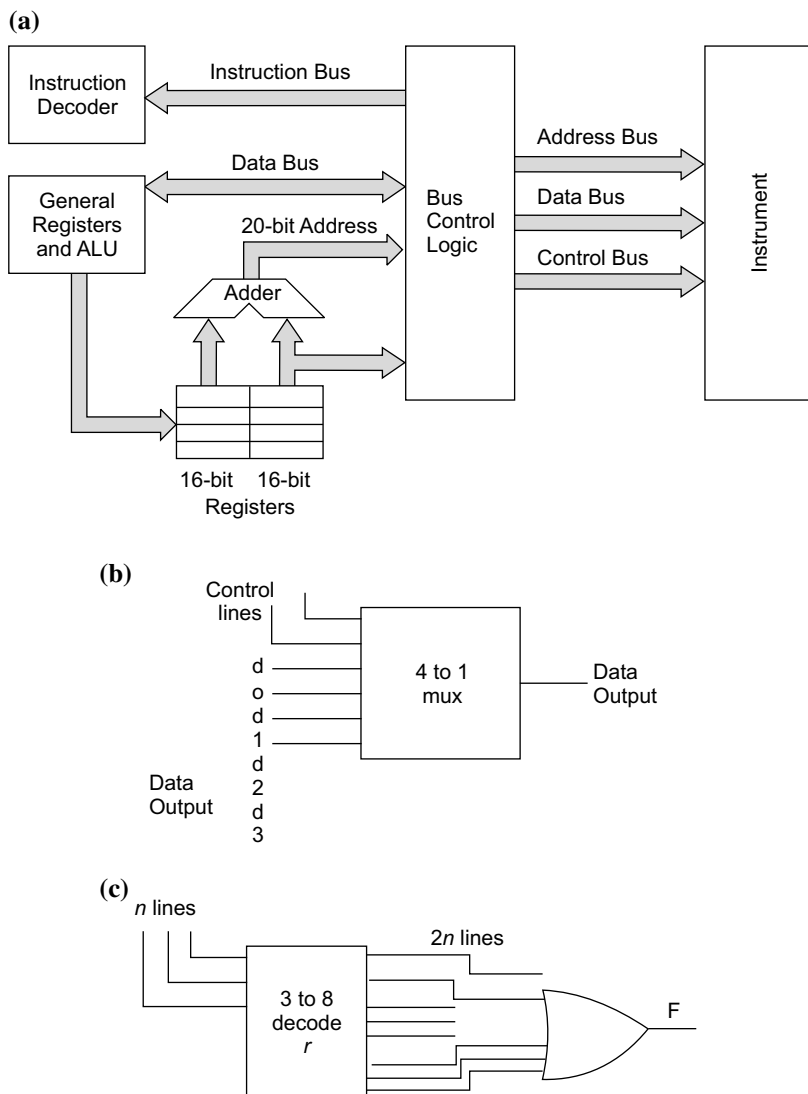 (a)
Instruction
Decoder
Instruction Bus
Data Bus
General
Registers
and ALU
20-bit Address
Adder
16-bit 16-bit
Registers
Bus
Control
Logic
Address Bus
Data Bus
Control Bus
Instrument
(b)
Control
lines
d
o
d
1
d
2
d
3
Data
Output
4 to 1
mux
Data
Output
(c)
n lines
3 to 8
decode
r
2n lines
F